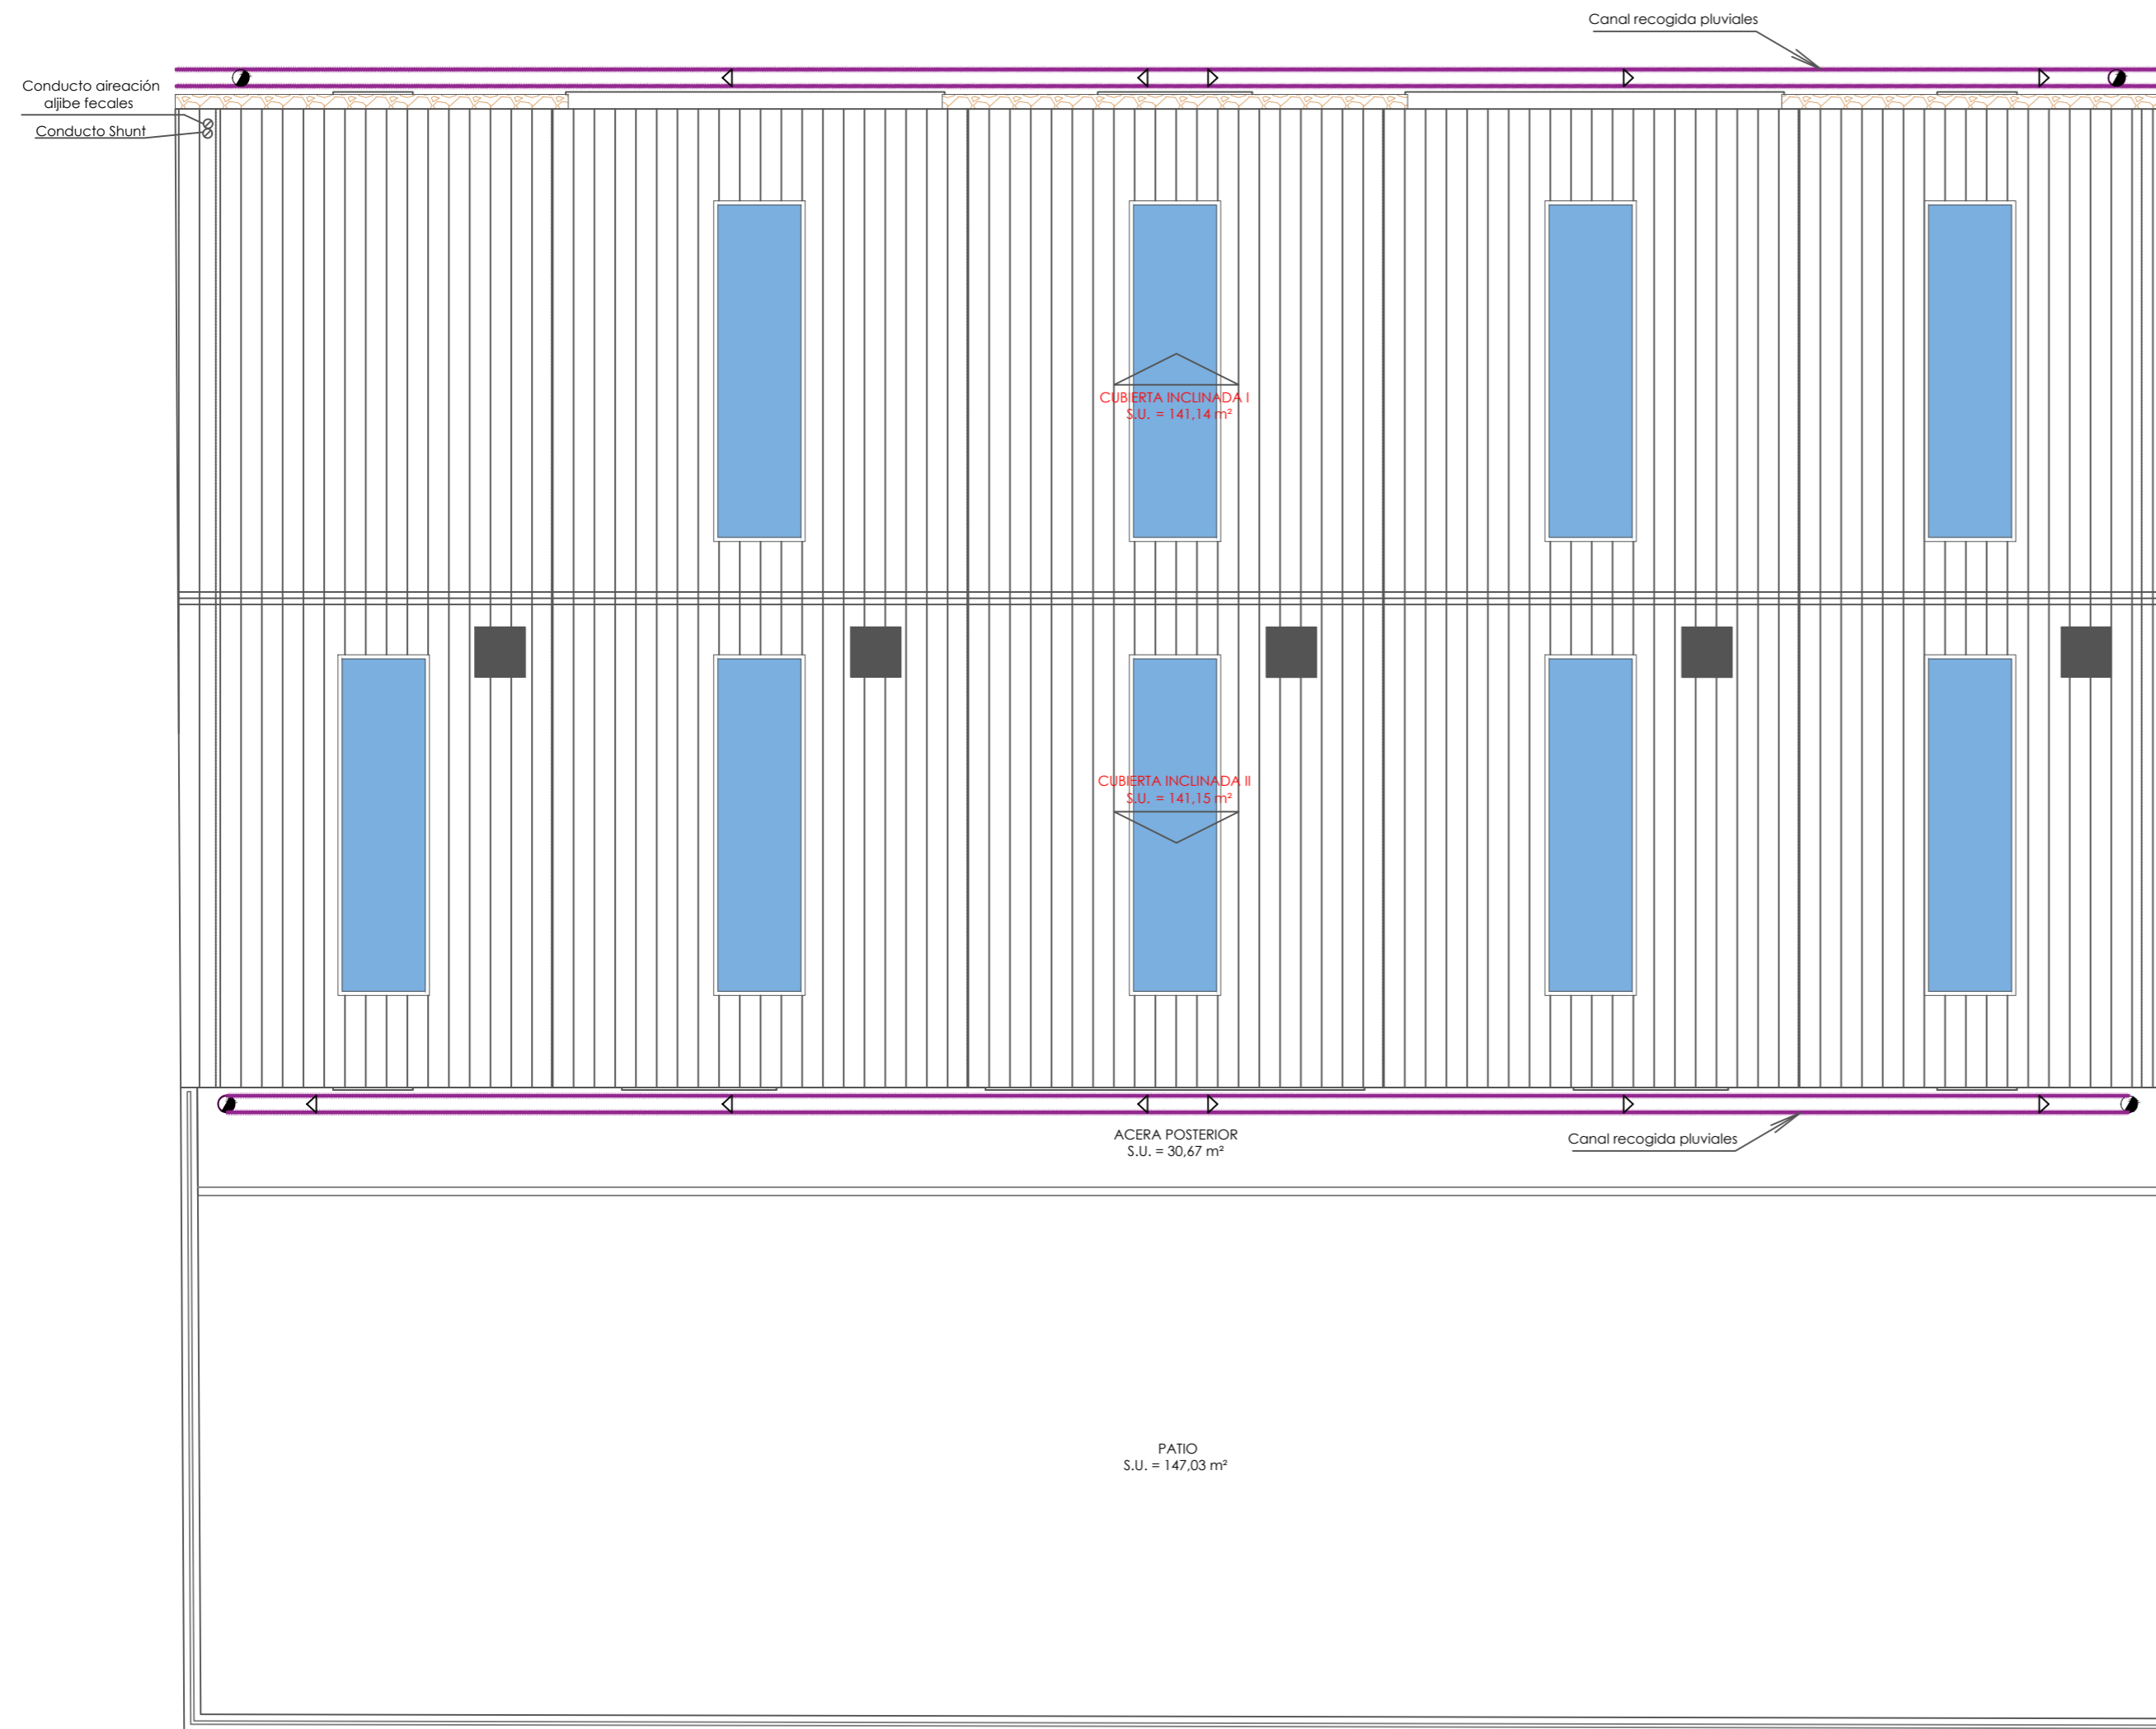 Canal recogida pluviales
Conducto aireación
aljibe fecales
Conducto Shunt
CUBIERTA INCLINADA I
S.U. = 141,14 m²
CUBIERTA INCLINADA II
S.U. = 141,15 m²
ACERA POSTERIOR
S.U. = 30,67 m²
Canal recogida pluviales
PATIO
S.U. = 147,03 m²